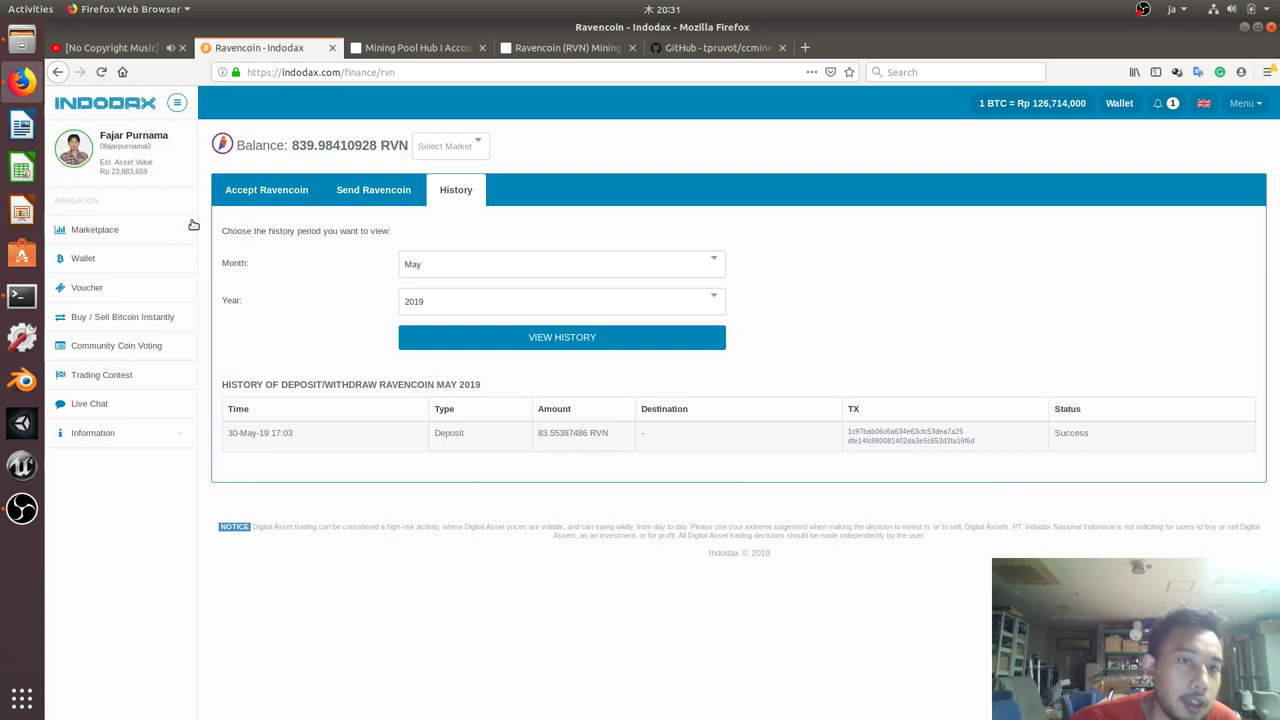 Activities
Firefox
木 20:31
ja
Ravencoin - Indodax - Mozilla Firefox
[No Copyright Music]
Ravencoin - Indodax
Mining Pool Hub I Accou
Ravencoin (RVN) Mining
GitHub - tpruvot/ccmine
https://indodax.com/finance/rvn
Search
INDODAX
1 BTC = Rp 126,714,000
Wallet
1
Menu
Fajar Purnama
0fajarpurnama0
Est. Asset Value
Rp 23,883,659
NAVIGATION
Marketplace
Wallet
Voucher
Buy / Sell Bitcoin Instantly
Community Coin Voting
Trading Contest
Live Chat
Information
Balance: 839.98410928 RVN
Select Market
Accept Ravencoin
Send Ravencoin
History
Choose the history period you want to view:
Month:
May
Year:
2019
VIEW HISTORY
HISTORY OF DEPOSIT/WITHDRAW RAVENCOIN MAY 2019
Time Type Amount Destination TX Status
30-May-19 17:03 Deposit 83.55387486 RVN - 1c97bab06c6a634e63cfc53dea7a25 Success
dfe14fc880081402da3e5c653d3fa16f6d
NOTICE Digital Asset trading can be considered a high-risk activity, where Digital Asset prices are volatile, and can swing wildly, from day to day. Please use your extreme judgement when making the decision to invest in, or to sell, Digital Assets. PT. Indodax Nasional Indonesia is not soliciting for users to buy or sell Digital
Assets, as an investment, or for profit. All Digital Asset trading decisions should be made independently by the user.
Indodax © 2019